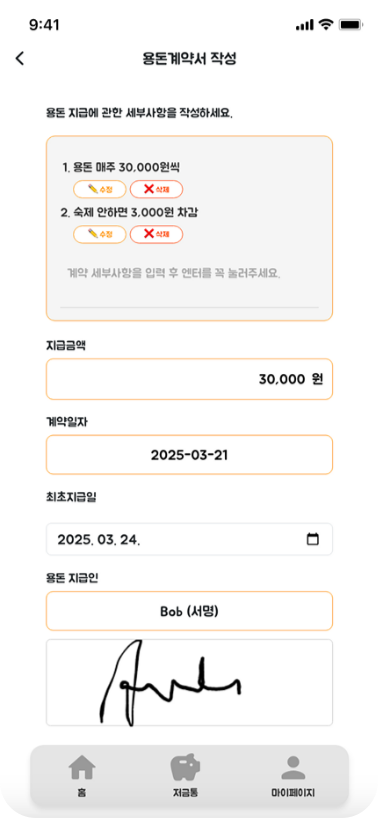 9:41
용돈계약서 작성
용돈 지급에 관한 세부사항을 작성하세요.
1. 용돈 매주 30,000원씩
수정 삭제
2. 숙제 안하면 3,000원 차감
수정 삭제
계약 세부사항을 입력 후 엔터를 꼭 눌러주세요.
지급금액
30,000 원
계약일자
2025-03-21
최초지급일
2025. 03. 24.
용돈 지급인
Bob (서명)
홈 저금통 마이페이지